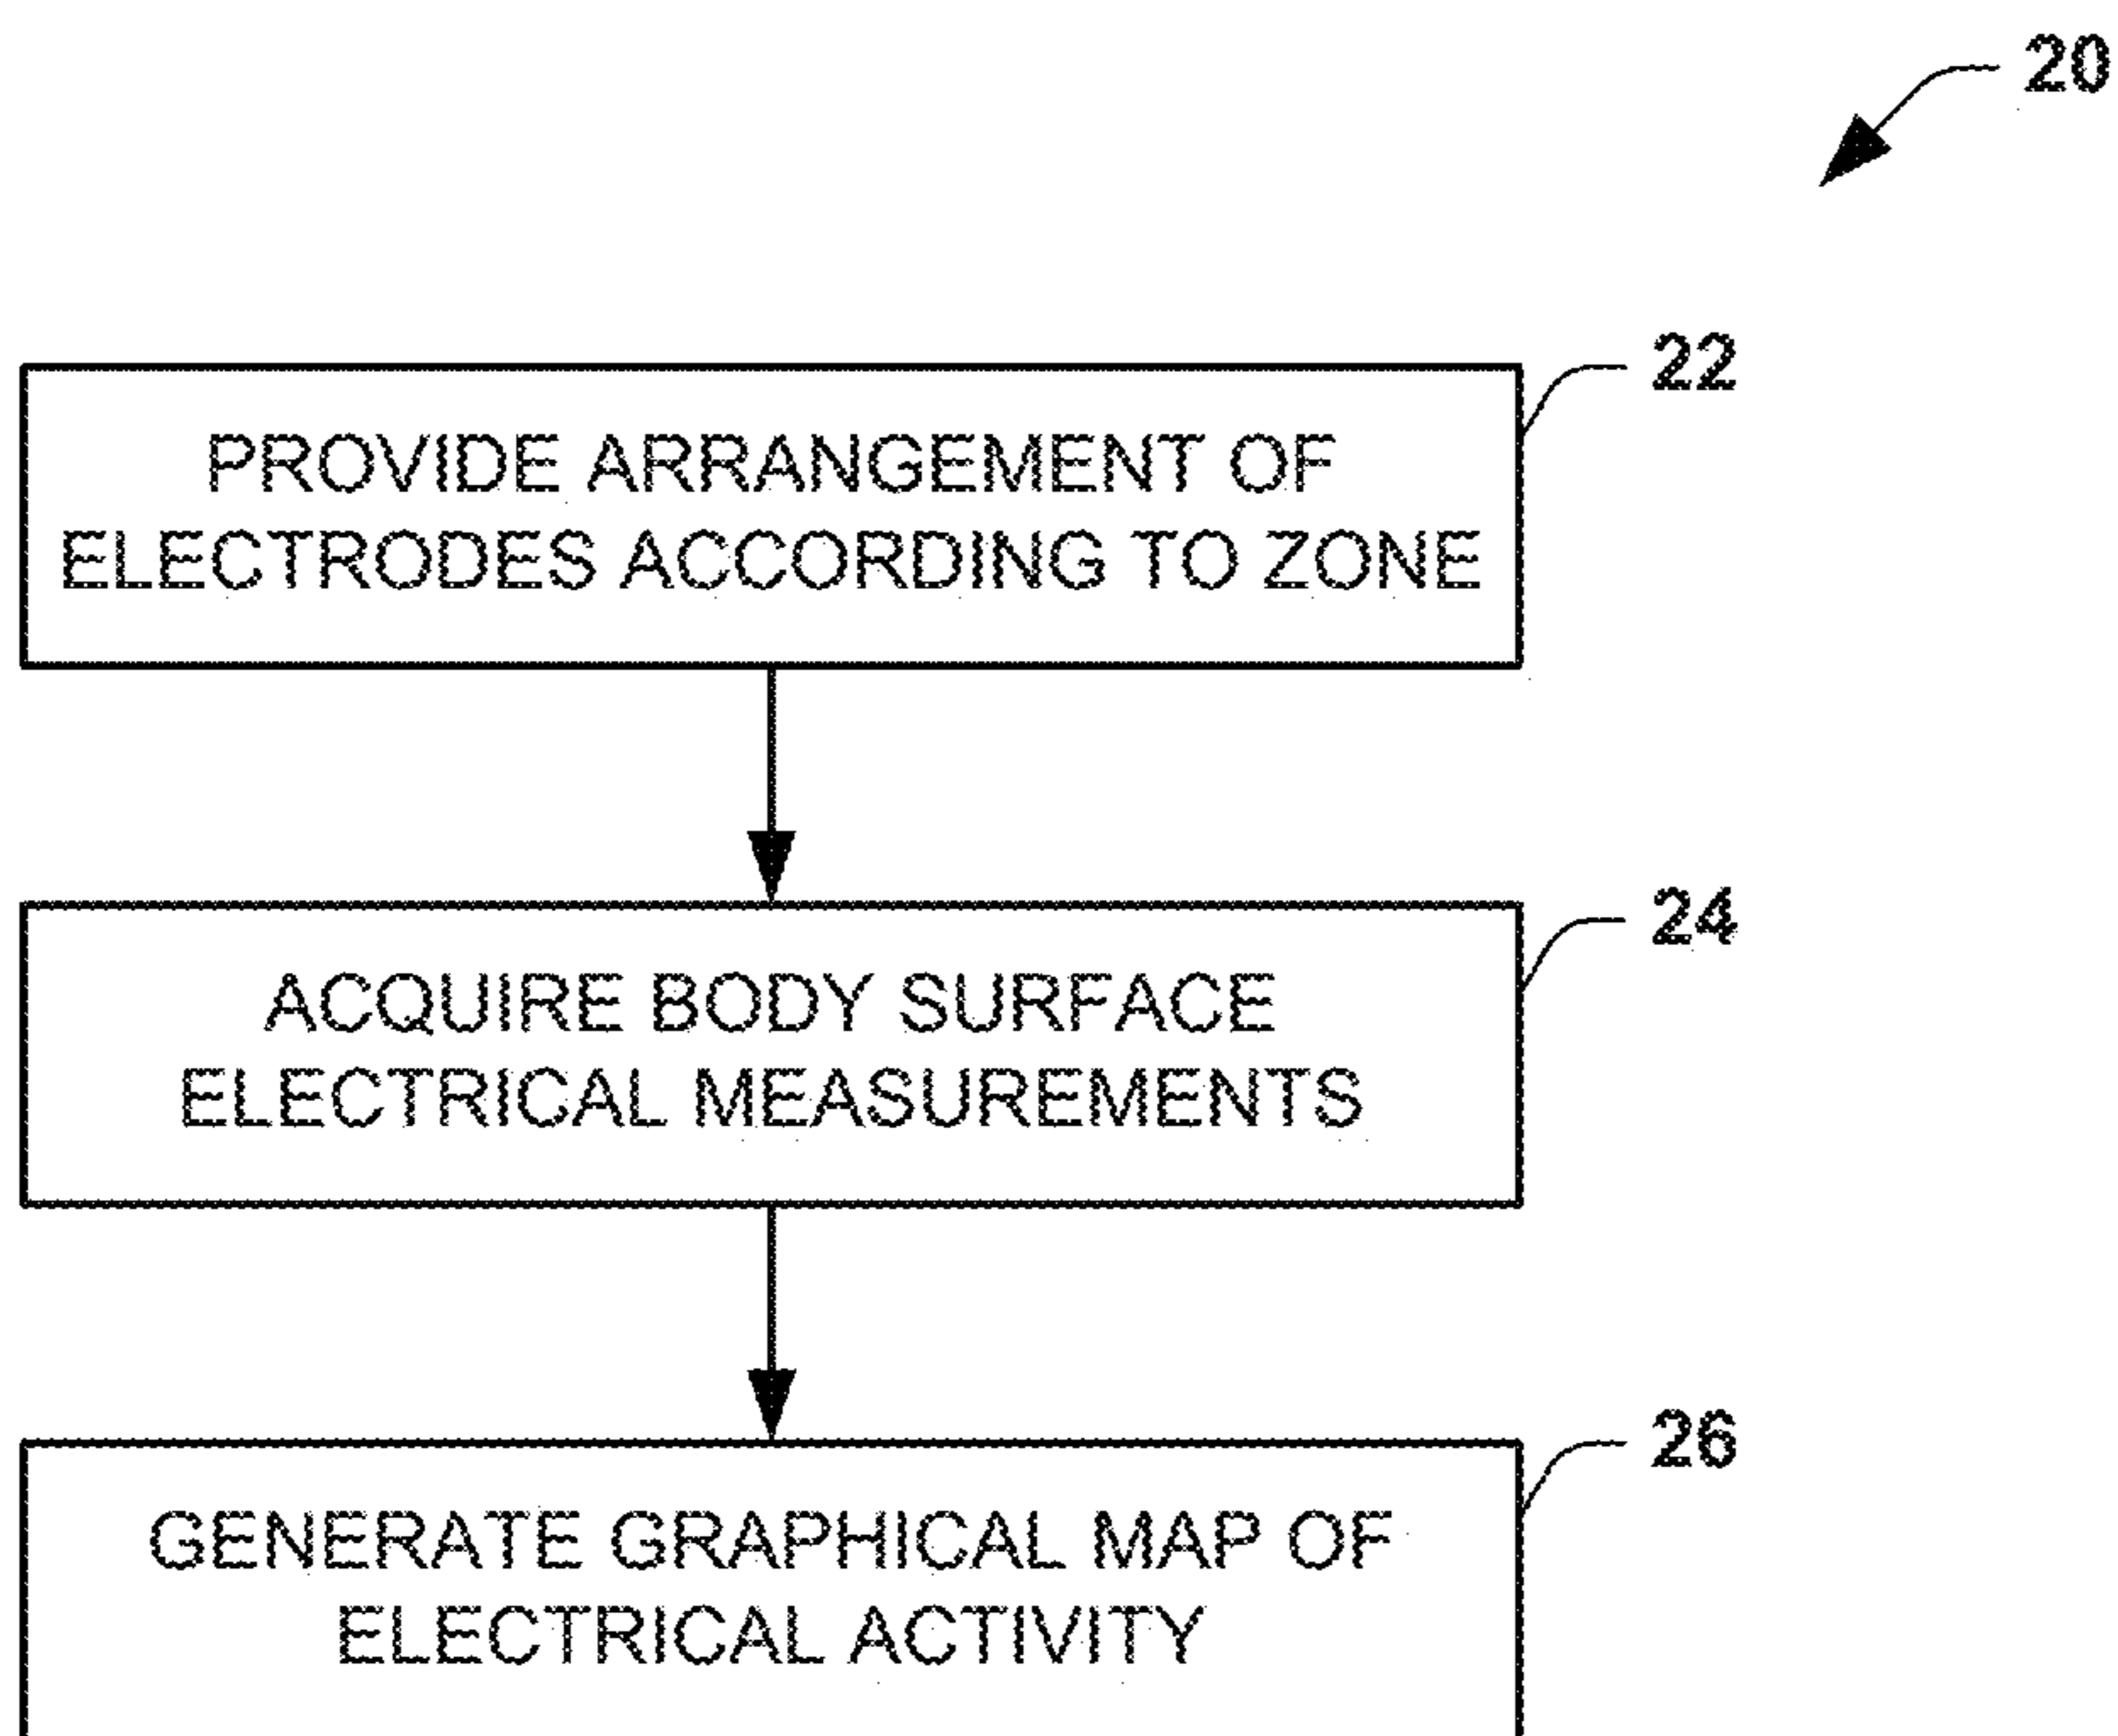 20
22
PROVIDE ARRANGEMENT OF
ELECTRODES ACCORDING TO ZONE
24
ACQUIRE BODY SURFACE
ELECTRICAL MEASUREMENTS
26
GENERATE GRAPHICAL MAP OF
ELECTRICAL ACTIVITY